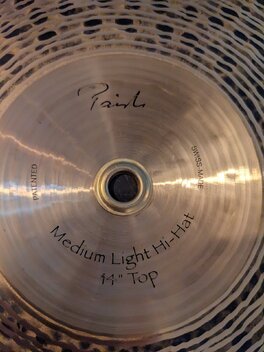 Paiste
PATENTED
SWISS MADE
Medium Light Hi-Hat
14" Top